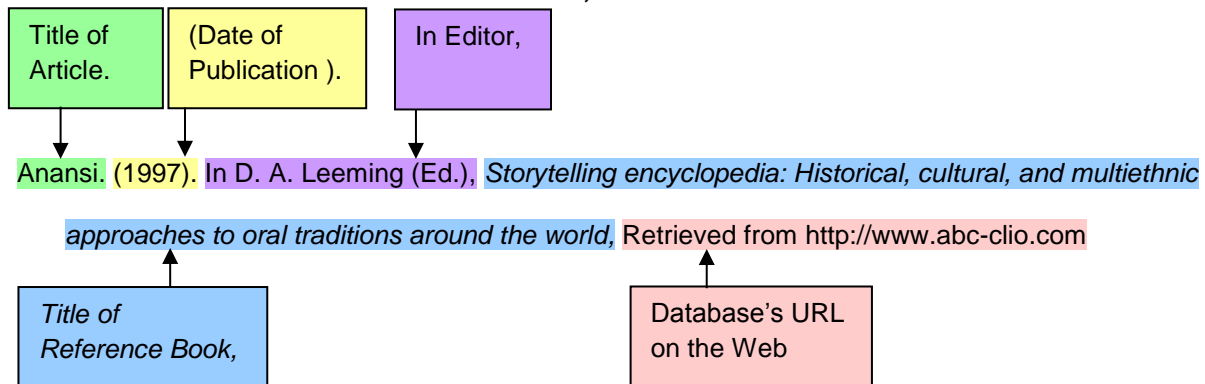 Title of
Article.
(Date of
Publication ).
In Editor,
Anansi. (1997). In D. A. Leeming (Ed.), Storytelling encyclopedia: Historical, cultural, and multiethnic
approaches to oral traditions around the world, Retrieved from http://www.abc-clio.com
Title of
Reference Book,
Database’s URL
on the Web